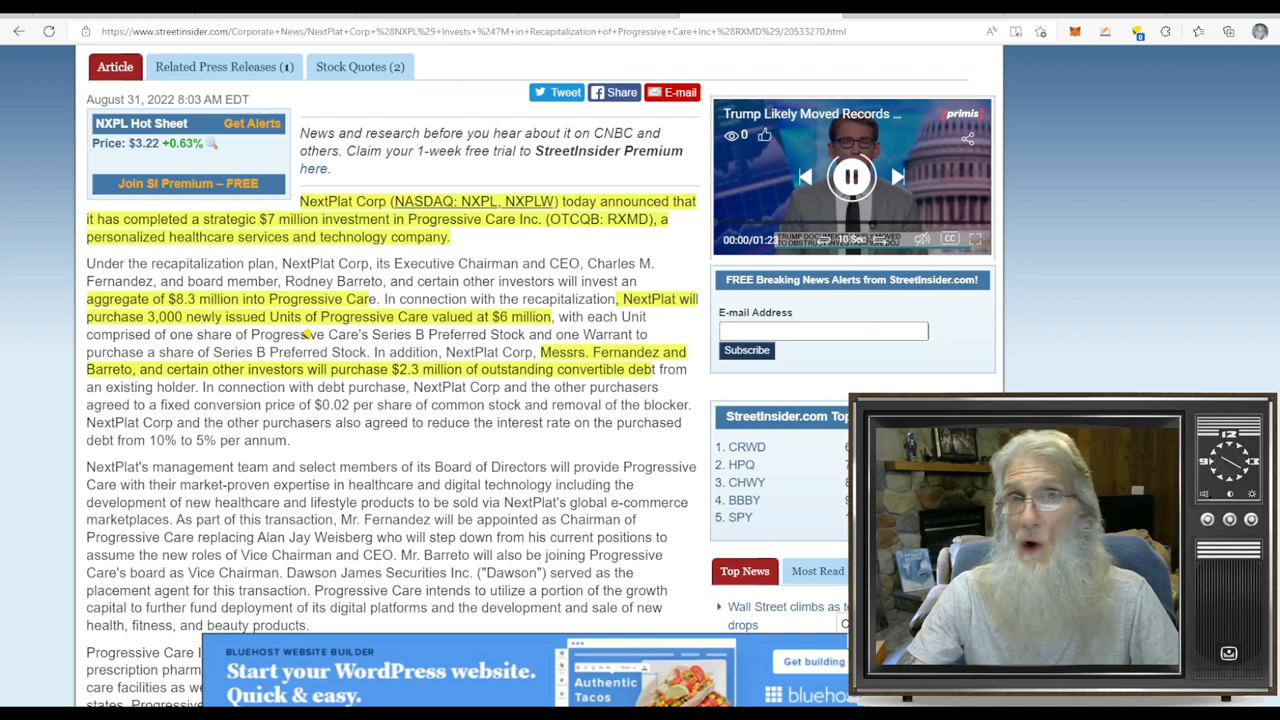 https://www.streetinsider.com/Corporate+News/NextPlat+Corp+%28NXPL%29+Invests+%247M+in+Recapitalization+of+Progressive+Care+Inc+%28RXMD%29/20533270.html
Article
Related Press Releases (1)
Stock Quotes (2)
August 31, 2022 8:03 AM EDT
Tweet
Share
E-mail
NXPL Hot Sheet
Get Alerts
Price: $3.22 +0.63%
Join SI Premium – FREE
News and research before you hear about it on CNBC and
others. Claim your 1-week free trial to StreetInsider Premium
here.
NextPlat Corp (NASDAQ: NXPL, NXPLW) today announced that
it has completed a strategic $7 million investment in Progressive Care Inc. (OTCQB: RXMD), a
personalized healthcare services and technology company.
Under the recapitalization plan, NextPlat Corp, its Executive Chairman and CEO, Charles M.
Fernandez, and board member, Rodney Barreto, and certain other investors will invest an
aggregate of $8.3 million into Progressive Care. In connection with the recapitalization, NextPlat will
purchase 3,000 newly issued Units of Progressive Care valued at $6 million, with each Unit
comprised of one share of Progressive Care's Series B Preferred Stock and one Warrant to
purchase a share of Series B Preferred Stock. In addition, NextPlat Corp, Messrs. Fernandez and
Barreto, and certain other investors will purchase $2.3 million of outstanding convertible debt from
an existing holder. In connection with debt purchase, NextPlat Corp and the other purchasers
agreed to a fixed conversion price of $0.02 per share of common stock and removal of the blocker.
NextPlat Corp and the other purchasers also agreed to reduce the interest rate on the purchased
debt from 10% to 5% per annum.
NextPlat's management team and select members of its Board of Directors will provide Progressive
Care with their market-proven expertise in healthcare and digital technology including the
development of new healthcare and lifestyle products to be sold via NextPlat's global e-commerce
marketplaces. As part of this transaction, Mr. Fernandez will be appointed as Chairman of
Progressive Care replacing Alan Jay Weisberg who will step down from his current positions to
assume the new roles of Vice Chairman and CEO. Mr. Barreto will also be joining Progressive
Care's board as Vice Chairman. Dawson James Securities Inc. ("Dawson") served as the
placement agent for this transaction. Progressive Care intends to utilize a portion of the growth
capital to further fund deployment of its digital platforms and the development and sale of new
health, fitness, and beauty products.
Progressive Care
prescription pharm
care facilities as we
states. Progressive
Trump Likely Moved Records ...
primis
0
00:00/01:23
10 Sec
CC
FREE Breaking News Alerts from StreetInsider.com!
E-mail Address
Subscribe
StreetInsider.com Top
1. CRWD
2. HPQ
3. CHWY
4. BBBY
5. SPY
Top News
Most Read
Wall Street climbs as
drops
BLUEHOST WEBSITE BUILDER
Start your WordPress website.
Quick & easy.
Authentic
Tacos
Get building
bluehost
12
3
9